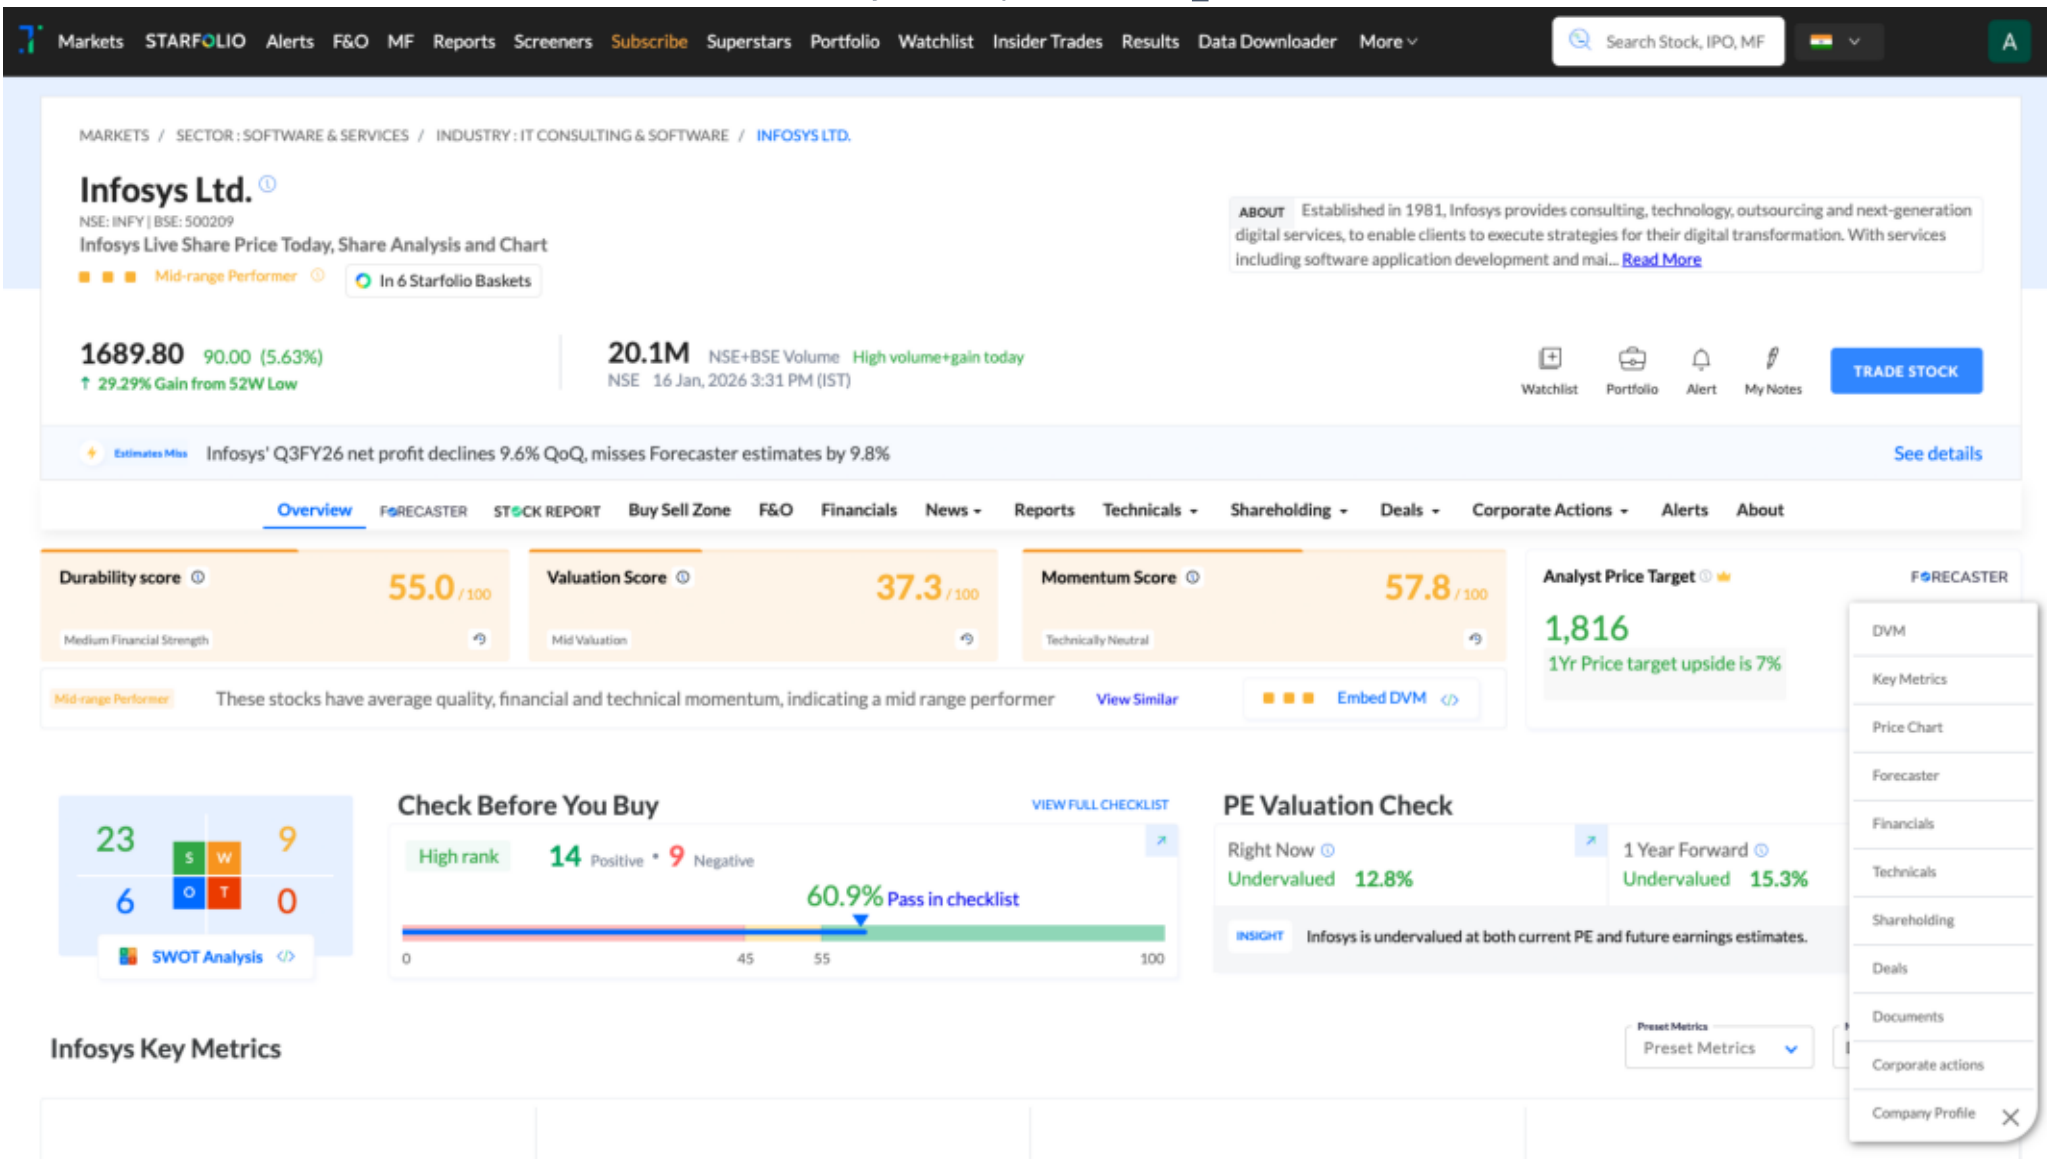 Markets STARFOLIO Alerts F&O MF Reports Screeners Subscribe Superstars Portfolio Watchlist Insider Trades Results Data Downloader More Search Stock, IPO, MF A
MARKETS / SECTOR : SOFTWARE & SERVICES / INDUSTRY : IT CONSULTING & SOFTWARE / INFOSYS LTD.
Infosys Ltd.
NSE: INFY | BSE: 500209
Infosys Live Share Price Today, Share Analysis and Chart
Mid-range Performer In 6 Starfolio Baskets
ABOUT Established in 1981, Infosys provides consulting, technology, outsourcing and next-generation
digital services, to enable clients to execute strategies for their digital transformation. With services
including software application development and mai... Read More
1689.80 90.00 (5.63%)
↑ 29.29% Gain from 52W Low
20.1M NSE+BSE Volume High volume+gain today
NSE 16 Jan, 2026 3:31 PM (IST)
Watchlist Portfolio Alert My Notes TRADE STOCK
Estimates Miss Infosys' Q3FY26 net profit declines 9.6% QoQ, misses Forecaster estimates by 9.8% See details
Overview FORECASTER STOCK REPORT Buy Sell Zone F&O Financials News Reports Technicals Shareholding Deals Corporate Actions Alerts About
Durability score 55.0 / 100
Medium Financial Strength
Valuation Score 37.3 / 100
Mid Valuation
Momentum Score 57.8 / 100
Technically Neutral
Analyst Price Target FORECASTER
1,816
1Yr Price target upside is 7%
Mid-range Performer These stocks have average quality, financial and technical momentum, indicating a mid range performer View Similar Embed DVM </>
23 S W 9
6 O T 0
SWOT Analysis </>
Check Before You Buy VIEW FULL CHECKLIST
High rank 14 Positive • 9 Negative
60.9% Pass in checklist
0 45 55 100
PE Valuation Check
Right Now
Undervalued 12.8%
1 Year Forward
Undervalued 15.3%
INSIGHT Infosys is undervalued at both current PE and future earnings estimates.
Infosys Key Metrics
Preset Metrics
Preset Metrics
DVM
Key Metrics
Price Chart
Forecaster
Financials
Technicals
Shareholding
Deals
Documents
Corporate actions
Company Profile